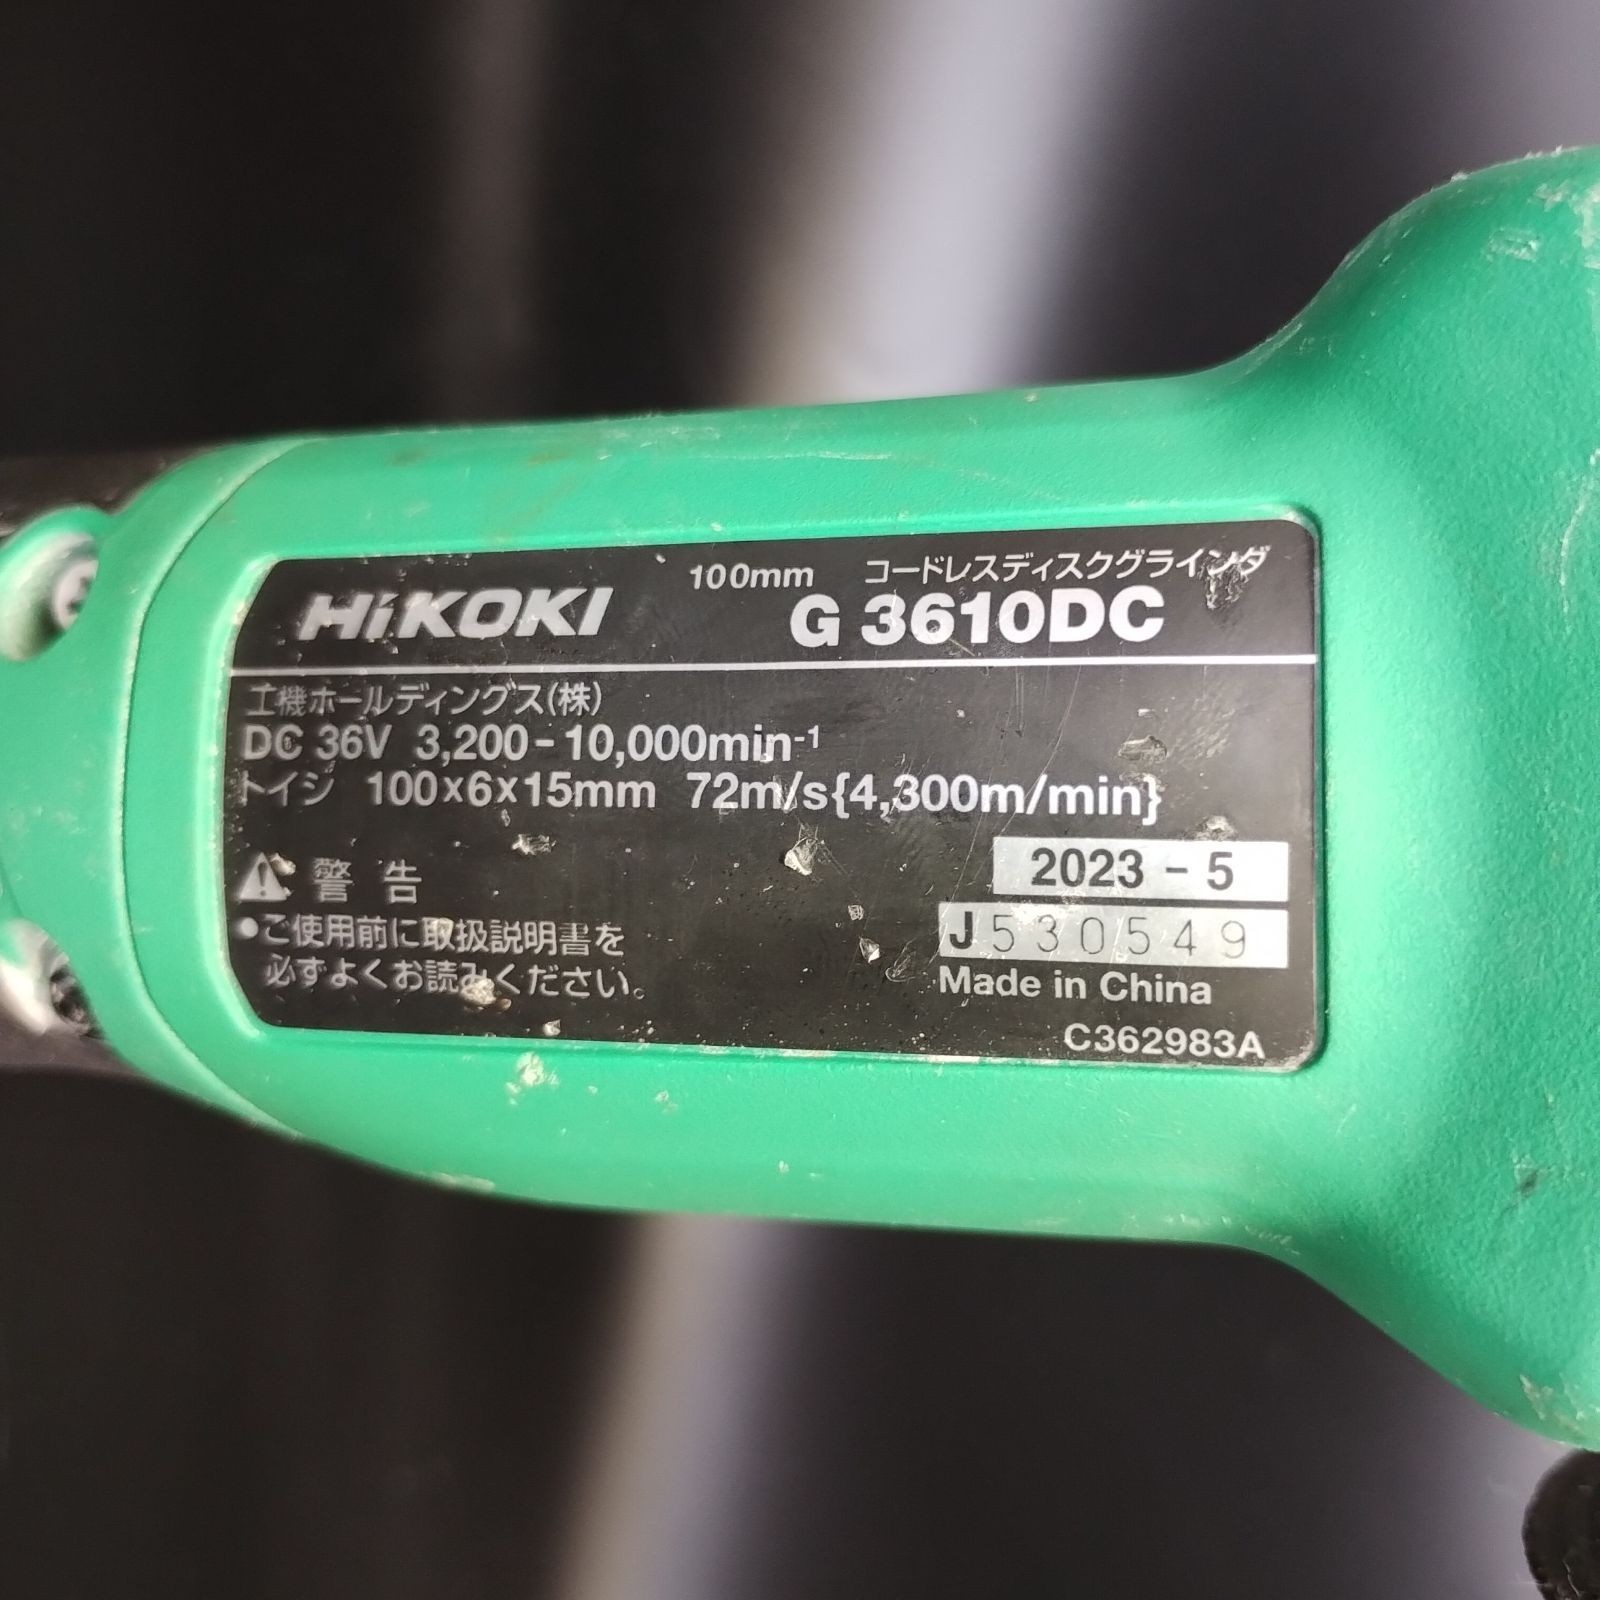 100mm コードレスディスクグラインダ
HiKOKI G 3610DC
工機ホールディングス(株)
DC 36V 3,200-10,000min-1
トイシ 100×6×15mm 72m/s{4,300m/min}
警告
●ご使用前に取扱説明書を
必ずよくお読みください。
2023-5
J530549
Made in China
C362983A